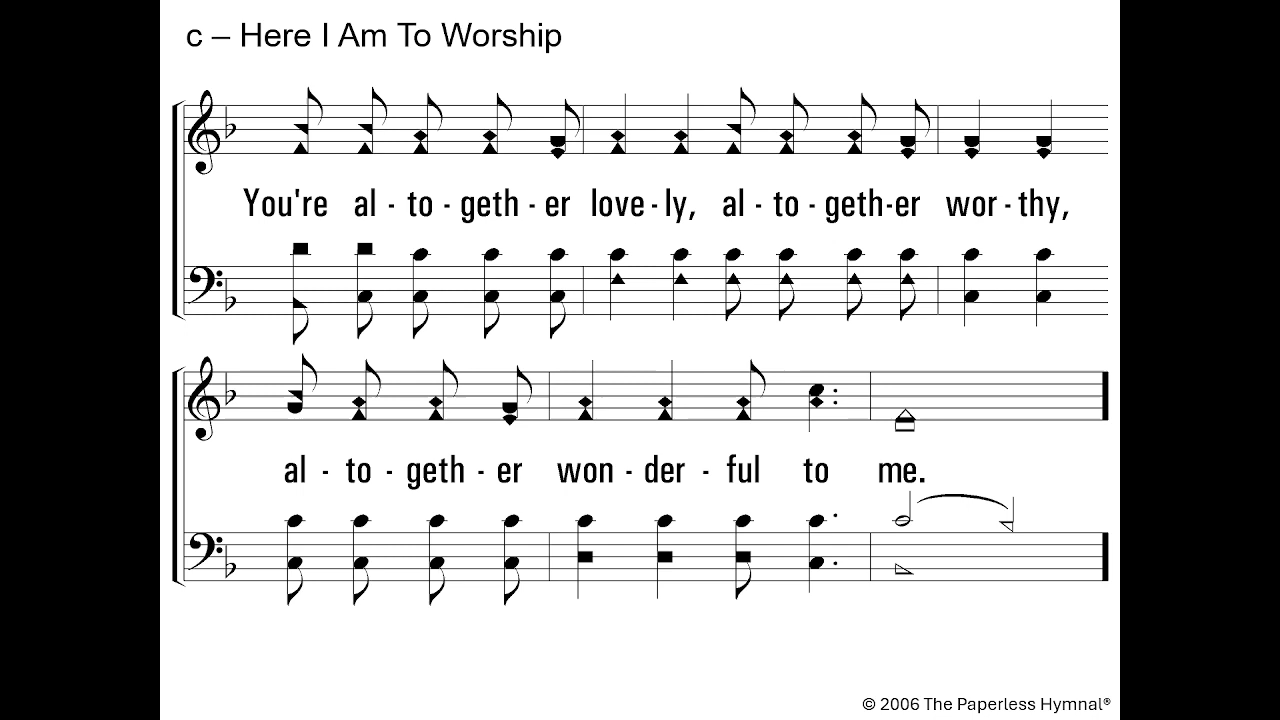 c – Here I Am To Worship
You're al - to - geth - er love - ly, al - to - geth-er wor - thy,
al - to - geth - er won - der - ful to me.
© 2006 The Paperless Hymnal®